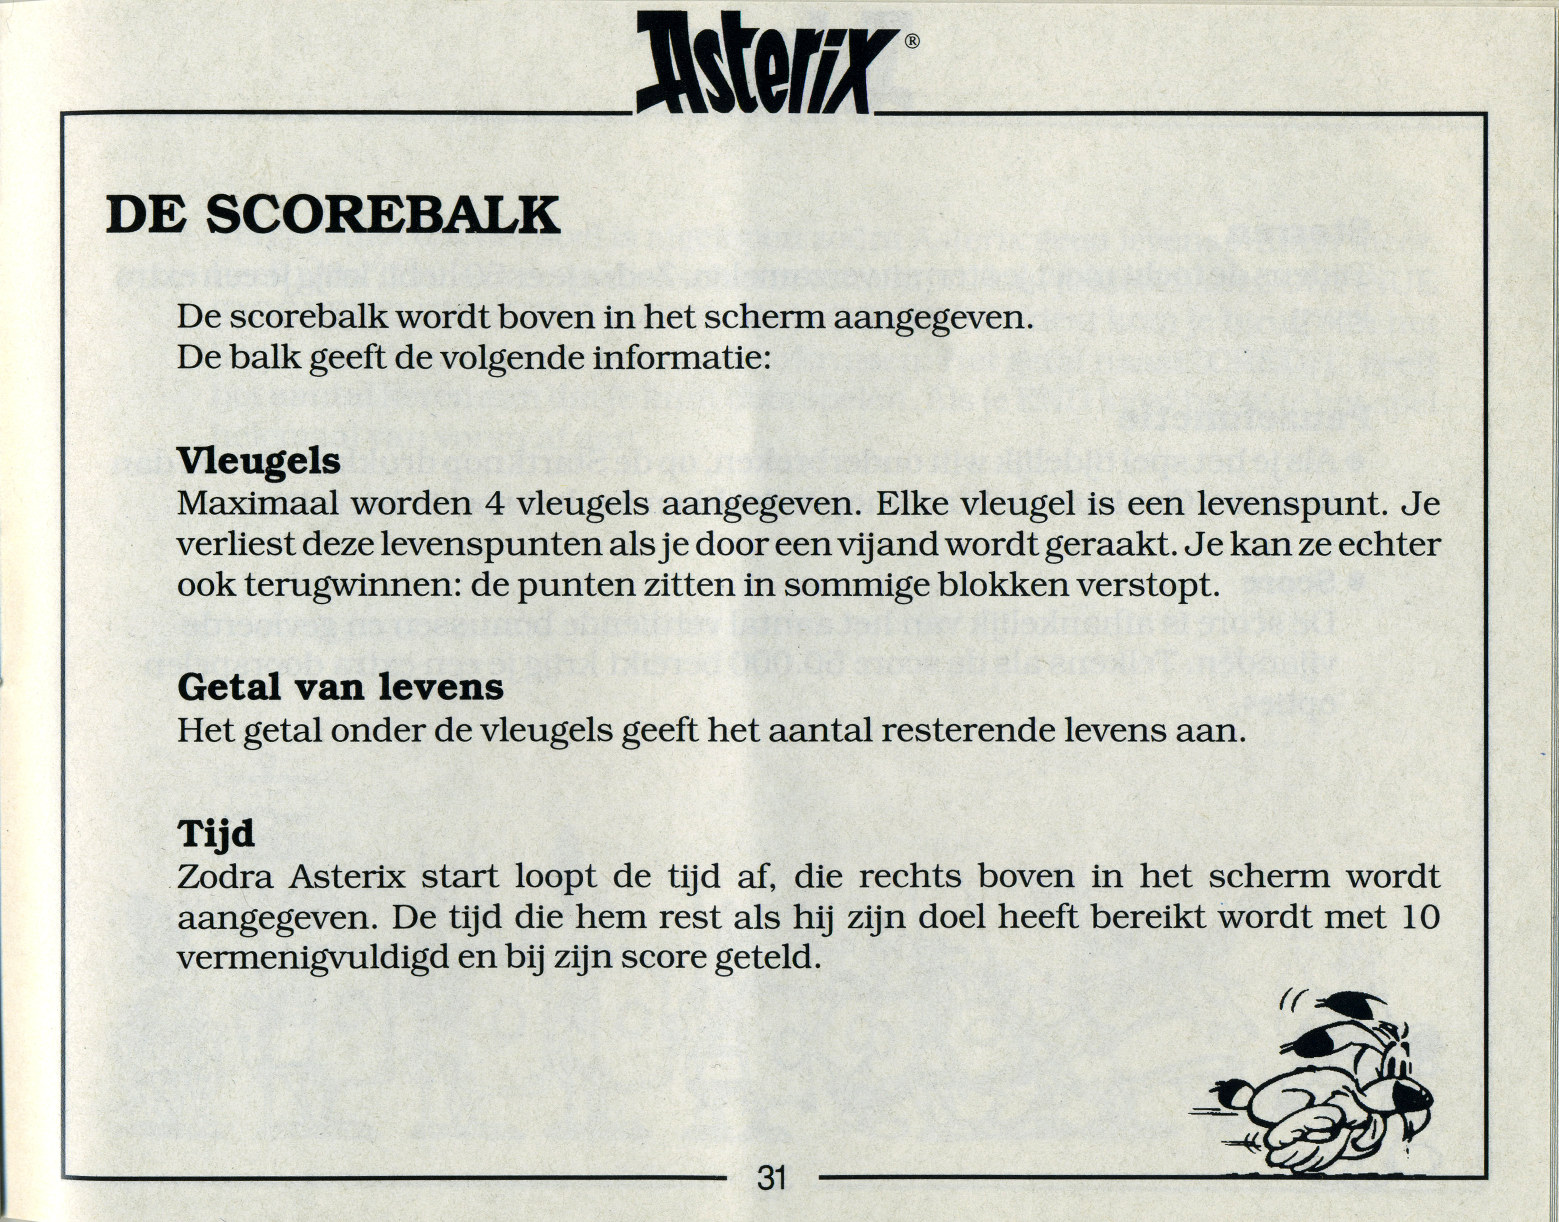 Asterix®
DE SCOREBALK
De scorebalk wordt boven in het scherm aangegeven.
De balk geeft de volgende informatie:
Vleugels
Maximaal worden 4 vleugels aangegeven. Elke vleugel is een levenspunt. Je
verliest deze levenspunten als je door een vijand wordt geraakt. Je kan ze echter
ook terugwinnen: de punten zitten in sommige blokken verstopt.
Getal van levens
Het getal onder de vleugels geeft het aantal resterende levens aan.
Tijd
Zodra Asterix start loopt de tijd af, die rechts boven in het scherm wordt
aangegeven. De tijd die hem rest als hij zijn doel heeft bereikt wordt met 10
vermenigvuldigd en bij zijn score geteld.
31